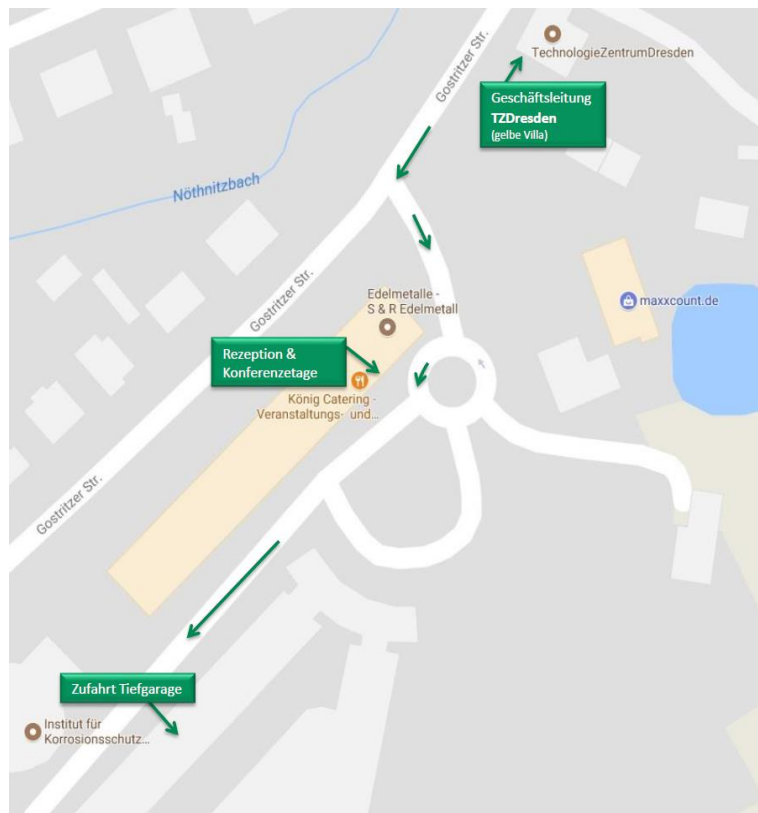 Gostritzer Str.
TechnologieZentrumDresden
Geschäftsleitung
TZDresden
(gelbe Villa)
Nöthnitzbach
Gostritzer Str.
Edelmetalle -
S & R Edelmetall
maxxcount.de
Rezeption &
Konferenzetage
König Catering -
Veranstaltungs- und...
Gostritzer Str.
Zufahrt Tiefgarage
Institut für
Korrosionsschutz...